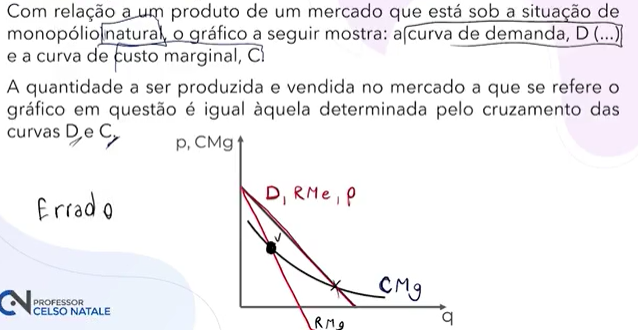 Com relação a um produto de um mercado que está sob a situação de
monopólio natural, o gráfico a seguir mostra: a curva de demanda, D (...)
e a curva de custo marginal, C.
A quantidade a ser produzida e vendida no mercado a que se refere o
gráfico em questão é igual àquela determinada pelo cruzamento das
curvas D e C.
p, CMg
Errado
D, RMe, p
CMg
RMg
q
PROFESSOR
CELSO NATALE